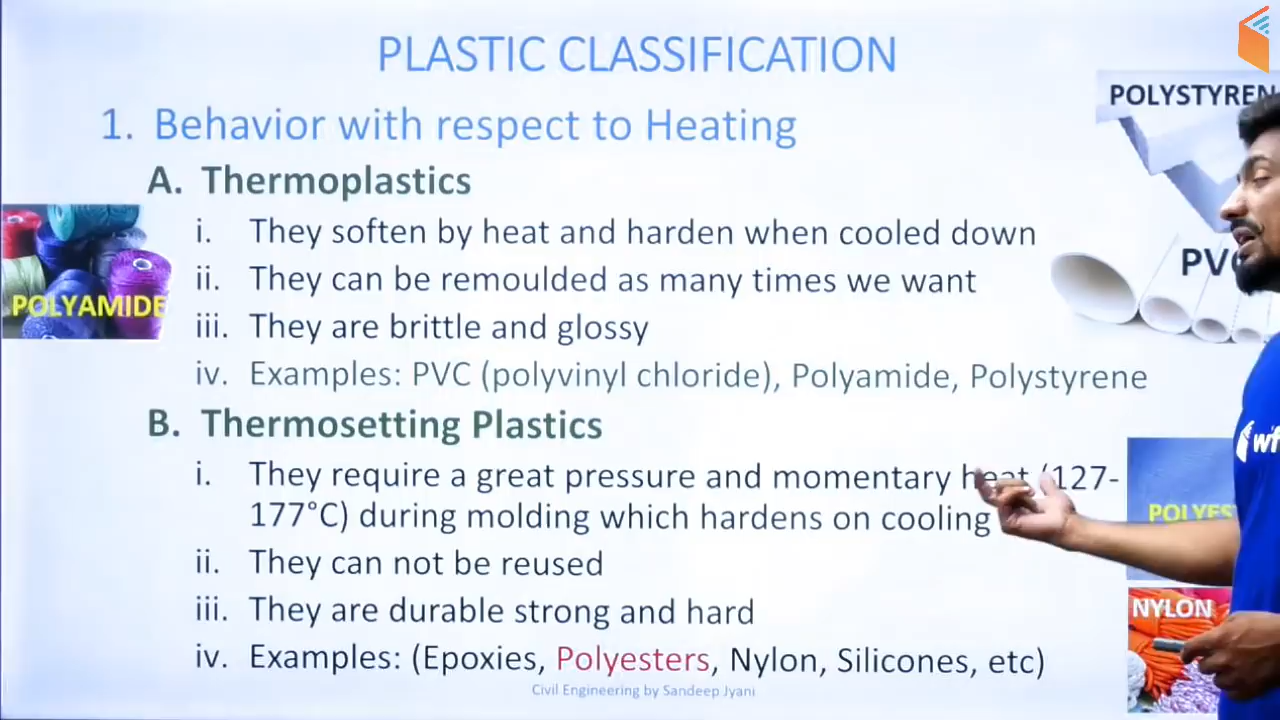 PLASTIC CLASSIFICATION
POLYSTYREN
1. Behavior with respect to Heating
A. Thermoplastics
i. They soften by heat and harden when cooled down
ii. They can be remoulded as many times we want
PVC
POLYAMIDE
iii. They are brittle and glossy
iv. Examples: PVC (polyvinyl chloride), Polyamide, Polystyrene
B. Thermosetting Plastics
i. They require a great pressure and momentary heat (127-
177°C) during molding which hardens on cooling
POLYES
ii. They can not be reused
iii. They are durable strong and hard
NYLON
iv. Examples: (Epoxies, Polyesters, Nylon, Silicones, etc)
Civil Engineering by Sandeep Jyani